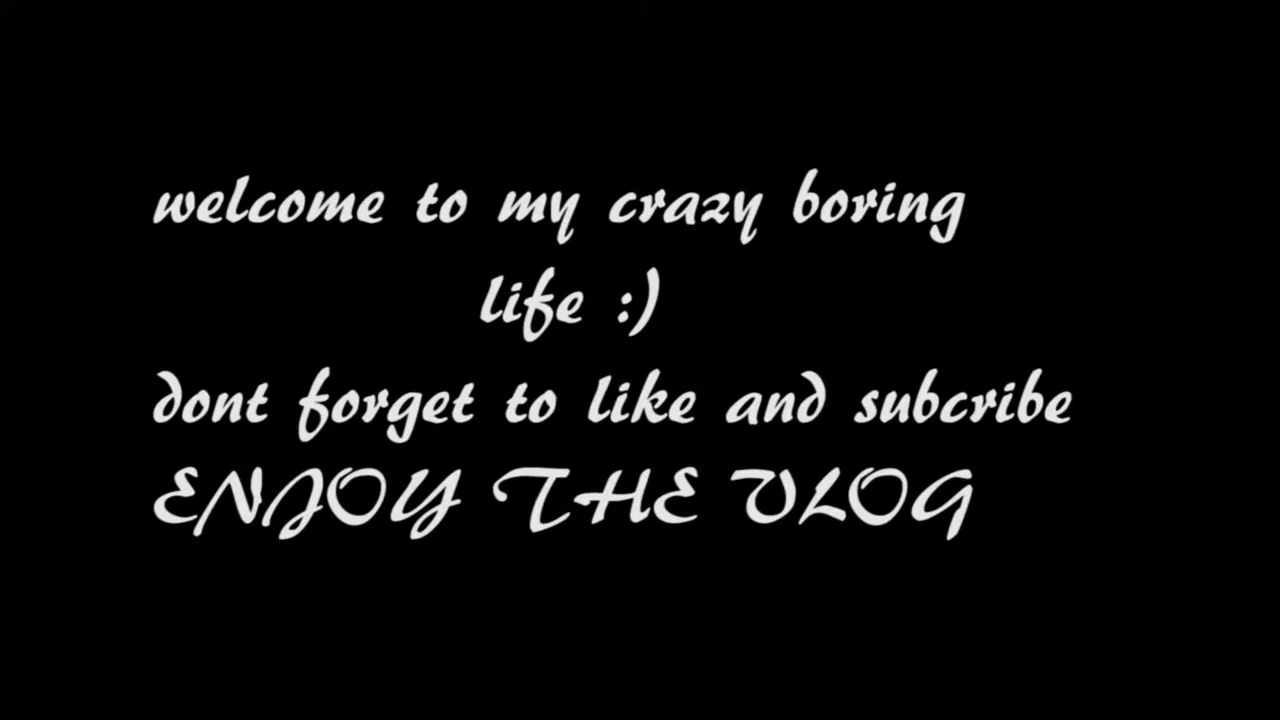 welcome to my crazy boring
life :)
dont forget to like and subcribe
ENJOY THE VLOG